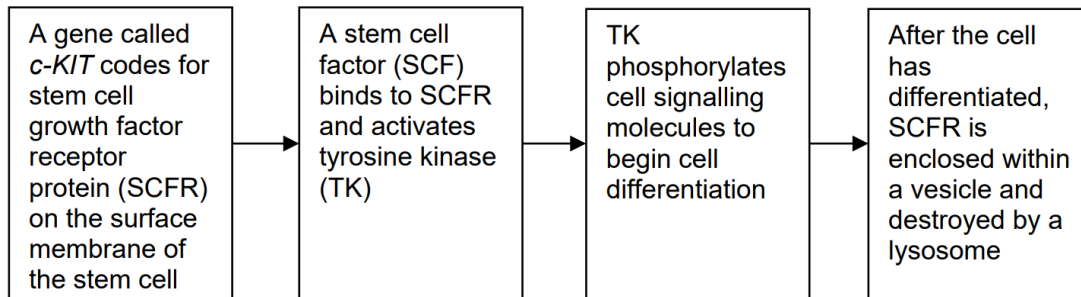 A gene called
c-KIT codes for
stem cell
growth factor
receptor
protein (SCFR)
on the surface
membrane of
the stem cell
A stem cell
factor (SCF)
binds to SCFR
and activates
tyrosine kinase
(TK)
TK
phosphorylates
cell signalling
molecules to
begin cell
differentiation
After the cell
has
differentiated,
SCFR is
enclosed within
a vesicle and
destroyed by a
lysosome